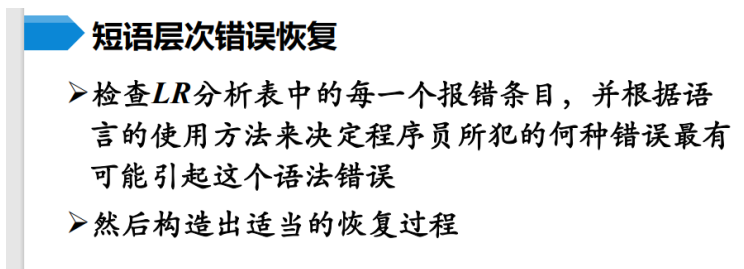 短语层次错误恢复
➢检查LR分析表中的每一个报错条目，并根据语
言的使用方法来决定程序员所犯的何种错误最有
可能引起这个语法错误
➢然后构造出适当的恢复过程